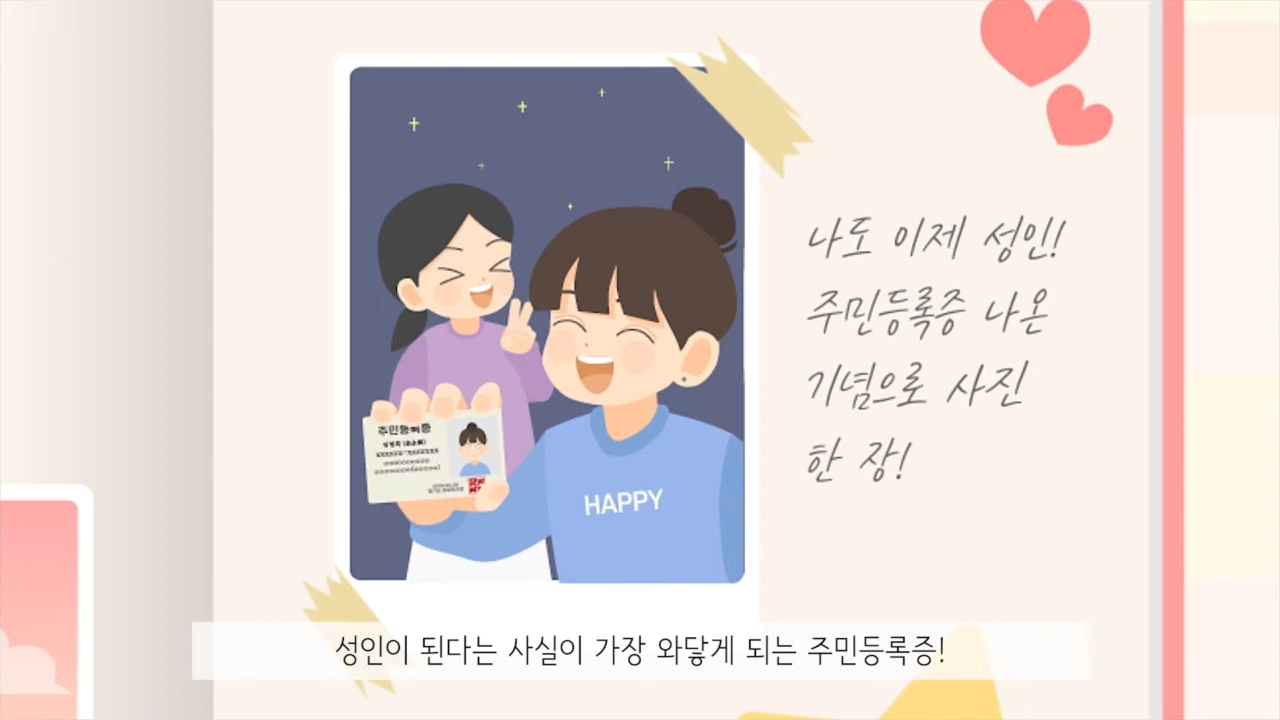 나도 이제 성인!
주민등록증 나온
기념으로 사진
한 장!
주민등록증
HAPPY
성인이 된다는 사실이 가장 와닿게 되는 주민등록증!